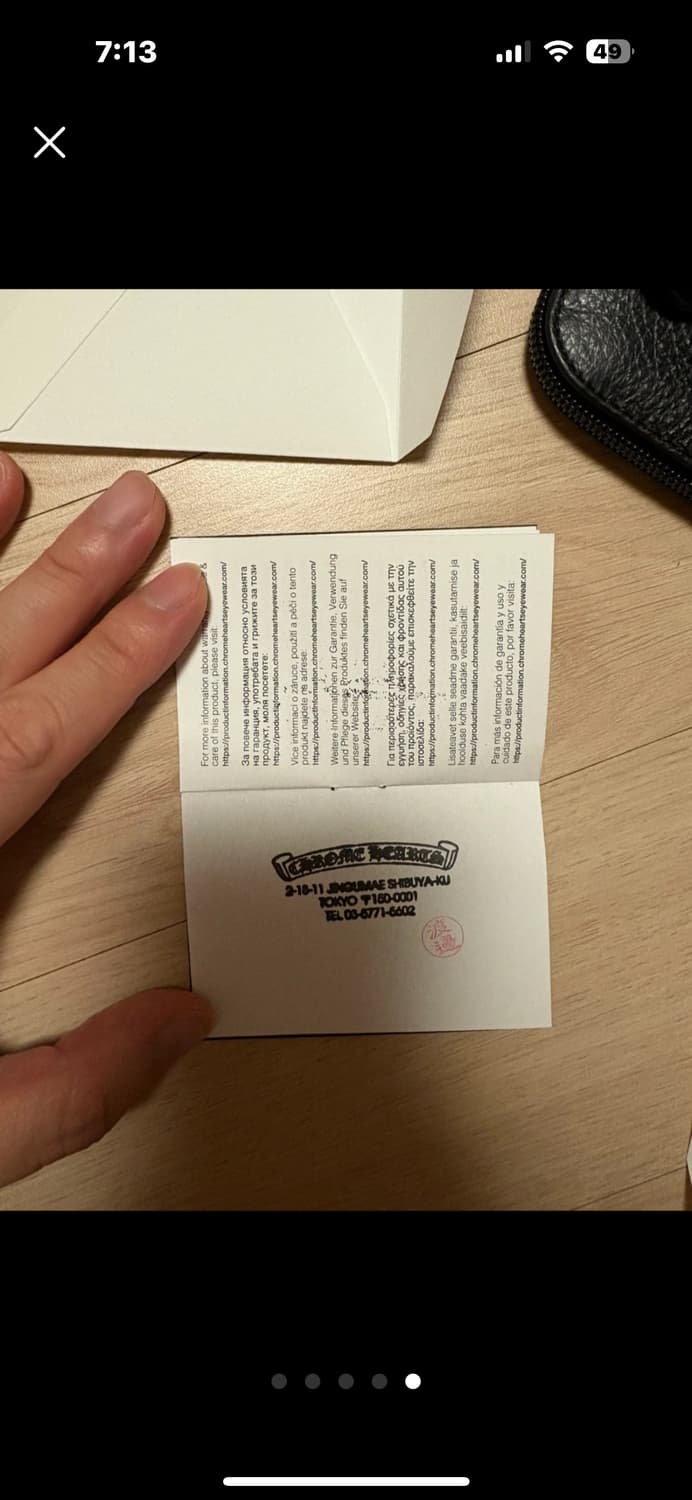 7:13
49
For more information about &
care of this product, please visit:
https://productinformation.chromeheartseyewear.com/
За повече информация относно условията
на гаранция, употребата и грижите за този
продукт, моля посетете:
https://productinformation.chromeheartseyewear.com/
Více informací o záruce, použití a péči o tento
produkt najdete na adrese:
https://productinformation.chromeheartseyewear.com/
Weitere Informationen zur Garantie, Verwendung
und Pflege dieses Produktes finden Sie auf
unserer Website:
https://productinformation.chromeheartseyewear.com/
Για περισσότερες πληροφορίες σχετικά με την
εγγύηση, οδηγίες χρήσης και φροντίδας αυτού
του προϊόντος, παρακαλούμε επισκεφθείτε την
ιστοσελίδα:
https://productinformation.chromeheartseyewear.com/
Lisateavet selle seadme garantii, kasutamise ja
hoolduse kohta vaadake veebisaidilt:
https://productinformation.chromeheartseyewear.com/
Para más información de garantía y uso y
cuidado de este producto, por favor visita:
https://productinformation.chromeheartseyewear.com/
CHROME HEARTS
2-18-11 JINGUMAE SHIBUYA-KU
TOKYO 〒150-0001
TEL 03-5771-6602